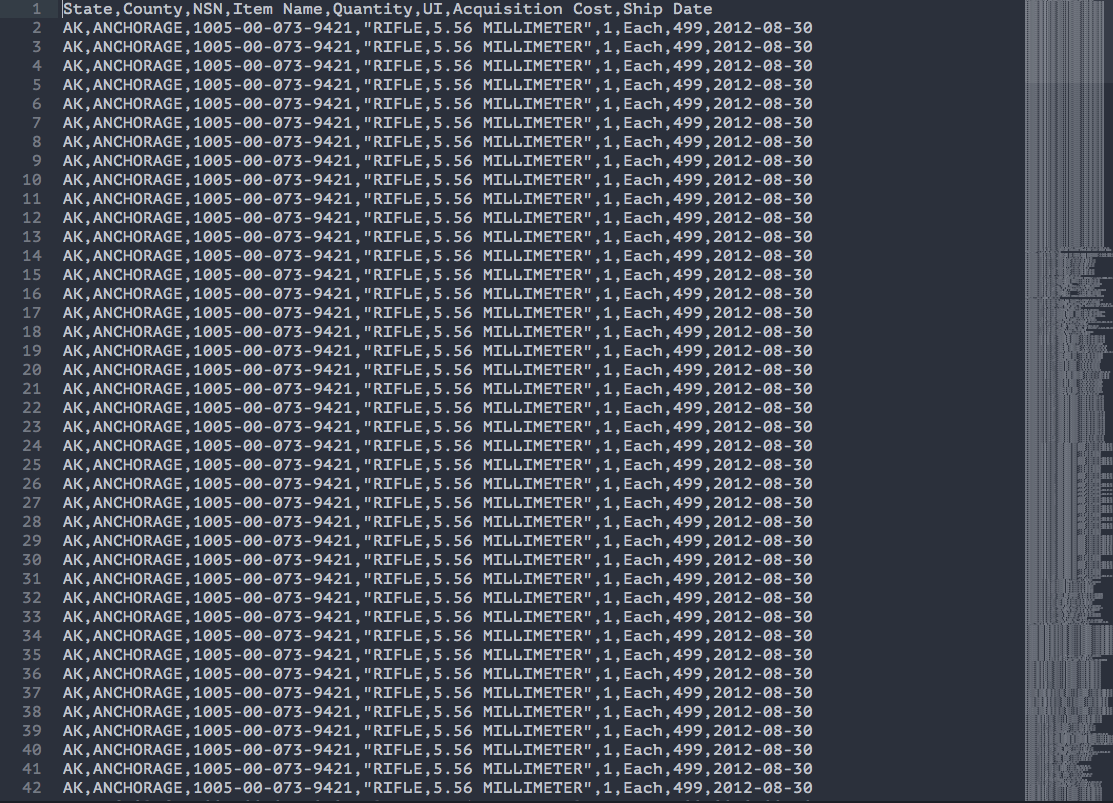 1 State,County,NSN,Item Name,Quantity,UI,Acquisition Cost,Ship Date
2 AK,ANCHORAGE,1005-00-073-9421,"RIFLE,5.56 MILLIMETER",1,Each,499,2012-08-30
3 AK,ANCHORAGE,1005-00-073-9421,"RIFLE,5.56 MILLIMETER",1,Each,499,2012-08-30
4 AK,ANCHORAGE,1005-00-073-9421,"RIFLE,5.56 MILLIMETER",1,Each,499,2012-08-30
5 AK,ANCHORAGE,1005-00-073-9421,"RIFLE,5.56 MILLIMETER",1,Each,499,2012-08-30
6 AK,ANCHORAGE,1005-00-073-9421,"RIFLE,5.56 MILLIMETER",1,Each,499,2012-08-30
7 AK,ANCHORAGE,1005-00-073-9421,"RIFLE,5.56 MILLIMETER",1,Each,499,2012-08-30
8 AK,ANCHORAGE,1005-00-073-9421,"RIFLE,5.56 MILLIMETER",1,Each,499,2012-08-30
9 AK,ANCHORAGE,1005-00-073-9421,"RIFLE,5.56 MILLIMETER",1,Each,499,2012-08-30
10 AK,ANCHORAGE,1005-00-073-9421,"RIFLE,5.56 MILLIMETER",1,Each,499,2012-08-30
11 AK,ANCHORAGE,1005-00-073-9421,"RIFLE,5.56 MILLIMETER",1,Each,499,2012-08-30
12 AK,ANCHORAGE,1005-00-073-9421,"RIFLE,5.56 MILLIMETER",1,Each,499,2012-08-30
13 AK,ANCHORAGE,1005-00-073-9421,"RIFLE,5.56 MILLIMETER",1,Each,499,2012-08-30
14 AK,ANCHORAGE,1005-00-073-9421,"RIFLE,5.56 MILLIMETER",1,Each,499,2012-08-30
15 AK,ANCHORAGE,1005-00-073-9421,"RIFLE,5.56 MILLIMETER",1,Each,499,2012-08-30
16 AK,ANCHORAGE,1005-00-073-9421,"RIFLE,5.56 MILLIMETER",1,Each,499,2012-08-30
17 AK,ANCHORAGE,1005-00-073-9421,"RIFLE,5.56 MILLIMETER",1,Each,499,2012-08-30
18 AK,ANCHORAGE,1005-00-073-9421,"RIFLE,5.56 MILLIMETER",1,Each,499,2012-08-30
19 AK,ANCHORAGE,1005-00-073-9421,"RIFLE,5.56 MILLIMETER",1,Each,499,2012-08-30
20 AK,ANCHORAGE,1005-00-073-9421,"RIFLE,5.56 MILLIMETER",1,Each,499,2012-08-30
21 AK,ANCHORAGE,1005-00-073-9421,"RIFLE,5.56 MILLIMETER",1,Each,499,2012-08-30
22 AK,ANCHORAGE,1005-00-073-9421,"RIFLE,5.56 MILLIMETER",1,Each,499,2012-08-30
23 AK,ANCHORAGE,1005-00-073-9421,"RIFLE,5.56 MILLIMETER",1,Each,499,2012-08-30
24 AK,ANCHORAGE,1005-00-073-9421,"RIFLE,5.56 MILLIMETER",1,Each,499,2012-08-30
25 AK,ANCHORAGE,1005-00-073-9421,"RIFLE,5.56 MILLIMETER",1,Each,499,2012-08-30
26 AK,ANCHORAGE,1005-00-073-9421,"RIFLE,5.56 MILLIMETER",1,Each,499,2012-08-30
27 AK,ANCHORAGE,1005-00-073-9421,"RIFLE,5.56 MILLIMETER",1,Each,499,2012-08-30
28 AK,ANCHORAGE,1005-00-073-9421,"RIFLE,5.56 MILLIMETER",1,Each,499,2012-08-30
29 AK,ANCHORAGE,1005-00-073-9421,"RIFLE,5.56 MILLIMETER",1,Each,499,2012-08-30
30 AK,ANCHORAGE,1005-00-073-9421,"RIFLE,5.56 MILLIMETER",1,Each,499,2012-08-30
31 AK,ANCHORAGE,1005-00-073-9421,"RIFLE,5.56 MILLIMETER",1,Each,499,2012-08-30
32 AK,ANCHORAGE,1005-00-073-9421,"RIFLE,5.56 MILLIMETER",1,Each,499,2012-08-30
33 AK,ANCHORAGE,1005-00-073-9421,"RIFLE,5.56 MILLIMETER",1,Each,499,2012-08-30
34 AK,ANCHORAGE,1005-00-073-9421,"RIFLE,5.56 MILLIMETER",1,Each,499,2012-08-30
35 AK,ANCHORAGE,1005-00-073-9421,"RIFLE,5.56 MILLIMETER",1,Each,499,2012-08-30
36 AK,ANCHORAGE,1005-00-073-9421,"RIFLE,5.56 MILLIMETER",1,Each,499,2012-08-30
37 AK,ANCHORAGE,1005-00-073-9421,"RIFLE,5.56 MILLIMETER",1,Each,499,2012-08-30
38 AK,ANCHORAGE,1005-00-073-9421,"RIFLE,5.56 MILLIMETER",1,Each,499,2012-08-30
39 AK,ANCHORAGE,1005-00-073-9421,"RIFLE,5.56 MILLIMETER",1,Each,499,2012-08-30
40 AK,ANCHORAGE,1005-00-073-9421,"RIFLE,5.56 MILLIMETER",1,Each,499,2012-08-30
41 AK,ANCHORAGE,1005-00-073-9421,"RIFLE,5.56 MILLIMETER",1,Each,499,2012-08-30
42 AK,ANCHORAGE,1005-00-073-9421,"RIFLE,5.56 MILLIMETER",1,Each,499,2012-08-30